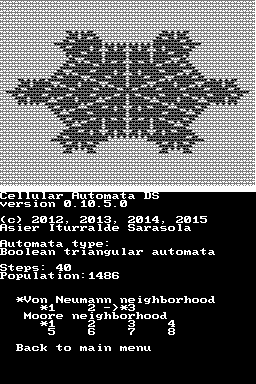 Cellular Automata DS
version 0.10.5.0
(c) 2012, 2013, 2014, 2015
Asier Iturralde Sarasola
Automata type:
Boolean triangular automata
Steps: 40
Population:1486
*Von Neumann neighborhood
*1 2 ->*3
Moore neighborhood
*1 2 3 4
5 6 7 8
Back to main menu